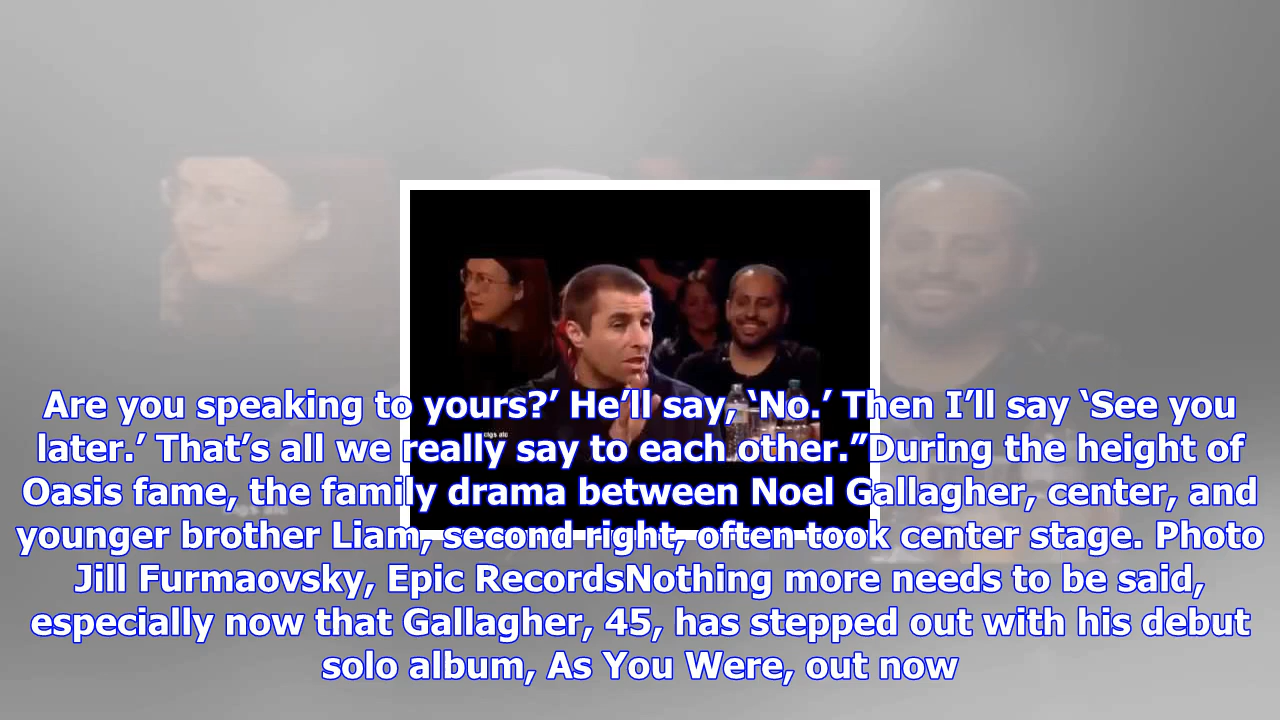 Are you speaking to yours?’ He’ll say, ‘No.’ Then I’ll say ‘See you
later.’ That’s all we really say to each other.”During the height of
Oasis fame, the family drama between Noel Gallagher, center, and
younger brother Liam, second right, often took center stage. Photo
Jill Furmaovsky, Epic RecordsNothing more needs to be said,
especially now that Gallagher, 45, has stepped out with his debut
solo album, As You Were, out now